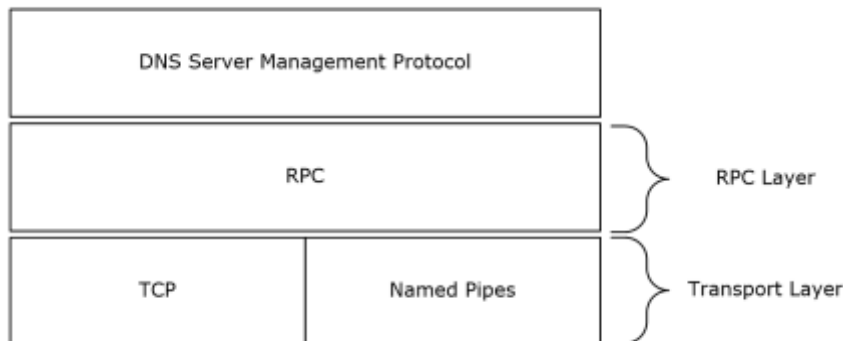 DNS Server Management Protocol
RPC
RPC Layer
TCP
Named Pipes
Transport Layer